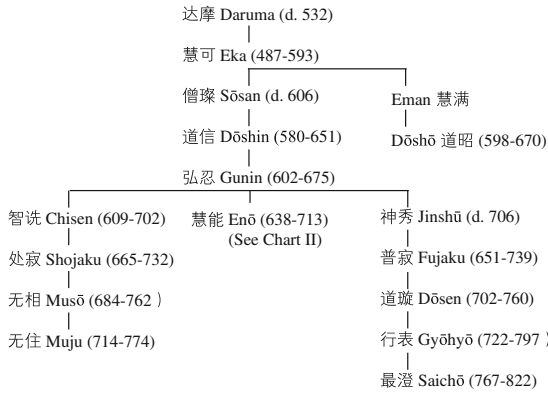 达摩 Daruma (d. 532)
慧可 Eka (487-593)
僧璨 Sōsan (d. 606)
Eman 慧满
道信 Dōshin (580-651)
Dōshō 道昭 (598-670)
弘忍 Gunin (602-675)
智诜 Chisen (609-702)
慧能 Enō (638-713)
(See Chart II)
神秀 Jinshū (d. 706)
处寂 Shojaku (665-732)
普寂 Fujaku (651-739)
无相 Musō (684-762 )
道璇 Dōsen (702-760)
无住 Muju (714-774)
行表 Gyōhyō (722-797 )
最澄 Saichō (767-822)